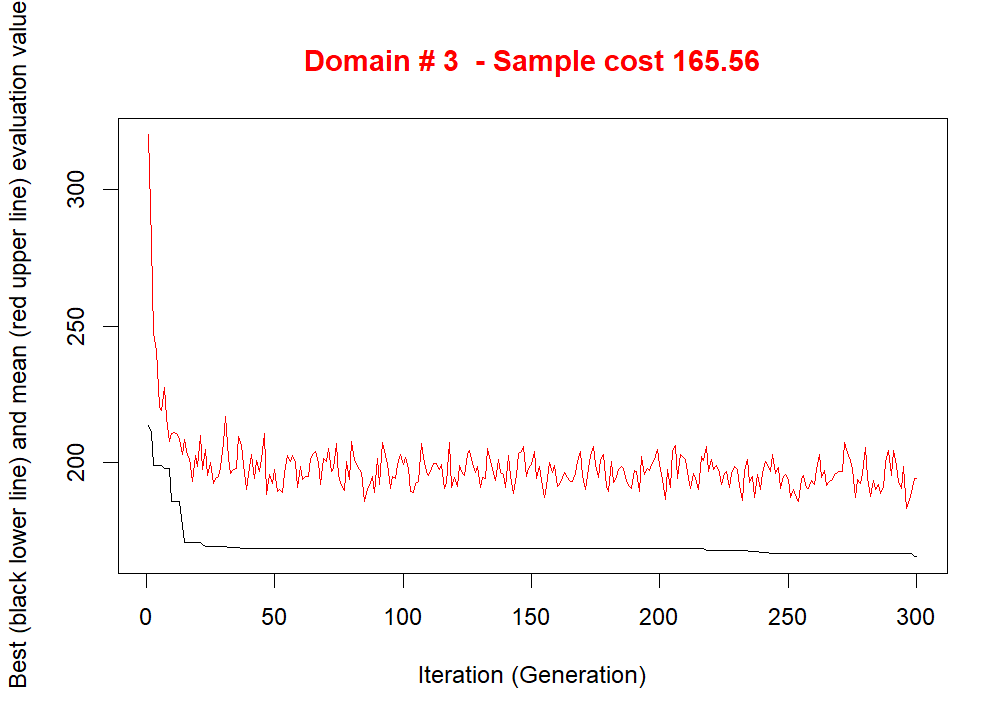 Domain # 3  - Sample cost 165.56
Best (black lower line) and mean (red upper line) evaluation value
300
250
200
0 50 100 150 200 250 300
Iteration (Generation)